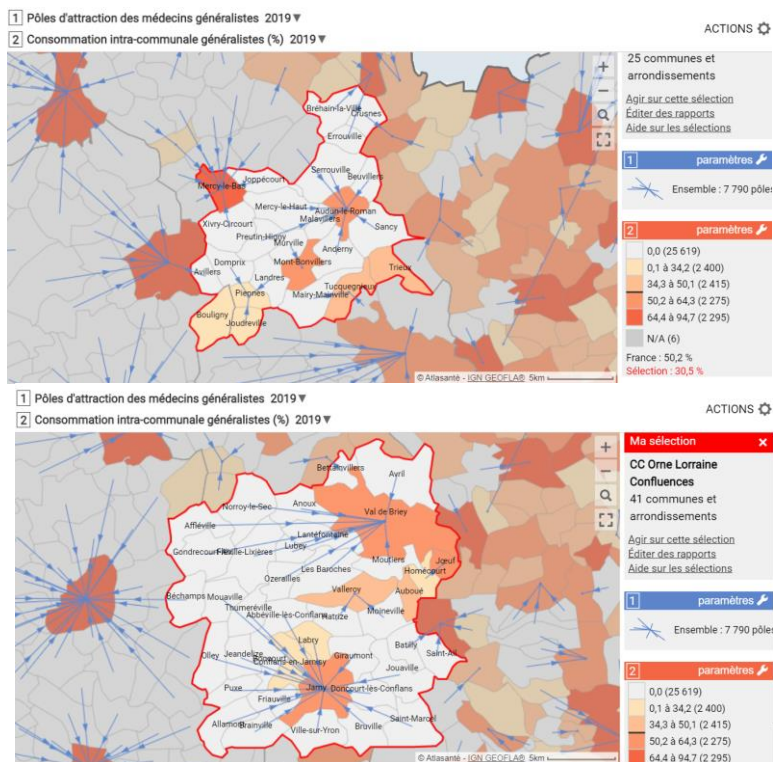 1 Pôles d'attraction des médecins généralistes 2019▼
2 Consommation intra-communale généralistes (%) 2019▼
ACTIONS
25 communes et
arrondissements
Agir sur cette sélection
Éditer des rapports
Aide sur les sélections
1 paramètres
Ensemble : 7 790 pôles
2 paramètres
0,0 (25 619)
0,1 à 34,2 (2 400)
34,3 à 50,1 (2 415)
50,2 à 64,3 (2 275)
64,4 à 94,7 (2 295)
N/A (6)
France : 50,2 %
Sélection : 30,5 %
Bréhain-la-Ville
Crusnes
Errouville
Serrouville
Beuvillers
Joppécourt
Mercy-le-Bas
Mercy-le-Haut
Audun-le-Roman
Malavillers
Sancy
Xivry-Circourt
Preutin-Higny
Murville
Anderny
Domprix
Mont-Bonvillers
Trieux
Avillers
Landres
Tucquegnieux
Piennes
Mairy-Mainville
Bouligny
Joudreville
© Atlasanté - IGN GEOFLA® 5km
1 Pôles d'attraction des médecins généralistes 2019▼
2 Consommation intra-communale généralistes (%) 2019▼
ACTIONS
Ma sélection ×
CC Orne Lorraine
Confluences
41 communes et
arrondissements
Agir sur cette sélection
Éditer des rapports
Aide sur les sélections
1 paramètres
Ensemble : 7 790 pôles
2 paramètres
0,0 (25 619)
0,1 à 34,2 (2 400)
34,3 à 50,1 (2 415)
50,2 à 64,3 (2 275)
64,4 à 94,7 (2 295)
Bettainvillers
Avril
Norroy-le-Sec
Anoux
Val de Briey
Affléville
Lantéfontaine
Lubey
Les Baroches
Moutiers
Jœuf
Homécourt
Ozerailles
Valleroy
Auboué
Béchamps
Mouaville
Thumeréville
Abbéville-lès-Conflans
Hatrize
Moineville
Labry
Batilly
Saint-Ail
Olley
Jeandelize
Conflans-en-Jarnisy
Giraumont
Jouaville
Puxe
Jarny
Doncourt-lès-Conflans
Friauville
Allamont
Brainville
Ville-sur-Yron
Bruville
Saint-Marcel
© Atlasanté - IGN GEOFLA® 5km